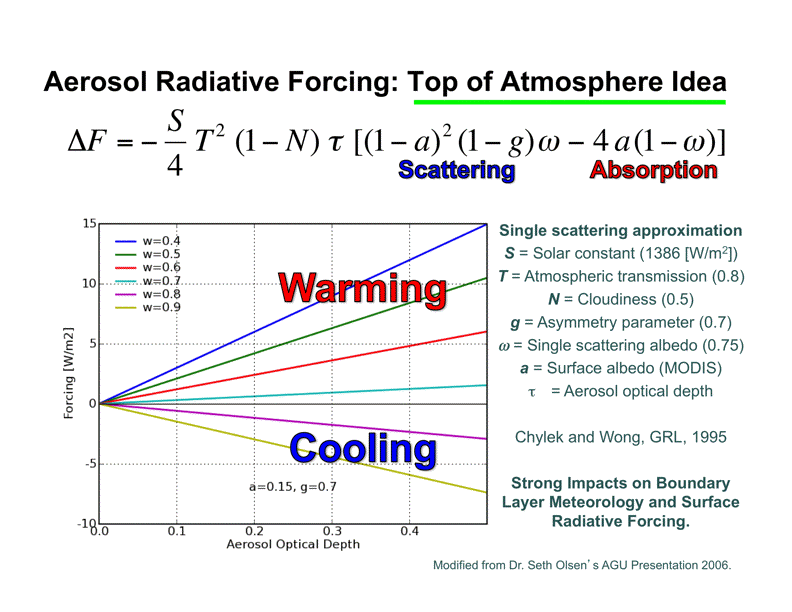 Aerosol Radiative Forcing: Top of Atmosphere Idea
ΔF = − S/4 T² (1 − N) τ [(1 − a)² (1 − g) ω − 4 a (1 − ω)]
Scattering Absorption
15
10
5
0
-5
-10
Forcing [W/m2]
w=0.4
w=0.5
w=0.6
w=0.7
w=0.8
w=0.9
Warming
Cooling
a=0.15, g=0.7
0.0 0.1 0.2 0.3 0.4
Aerosol Optical Depth
Single scattering approximation
S = Solar constant (1386 [W/m²])
T = Atmospheric transmission (0.8)
N = Cloudiness (0.5)
g = Asymmetry parameter (0.7)
ω = Single scattering albedo (0.75)
a = Surface albedo (MODIS)
τ = Aerosol optical depth
Chylek and Wong, GRL, 1995
Strong Impacts on Boundary
Layer Meteorology and Surface
Radiative Forcing.
Modified from Dr. Seth Olsen's AGU Presentation 2006.